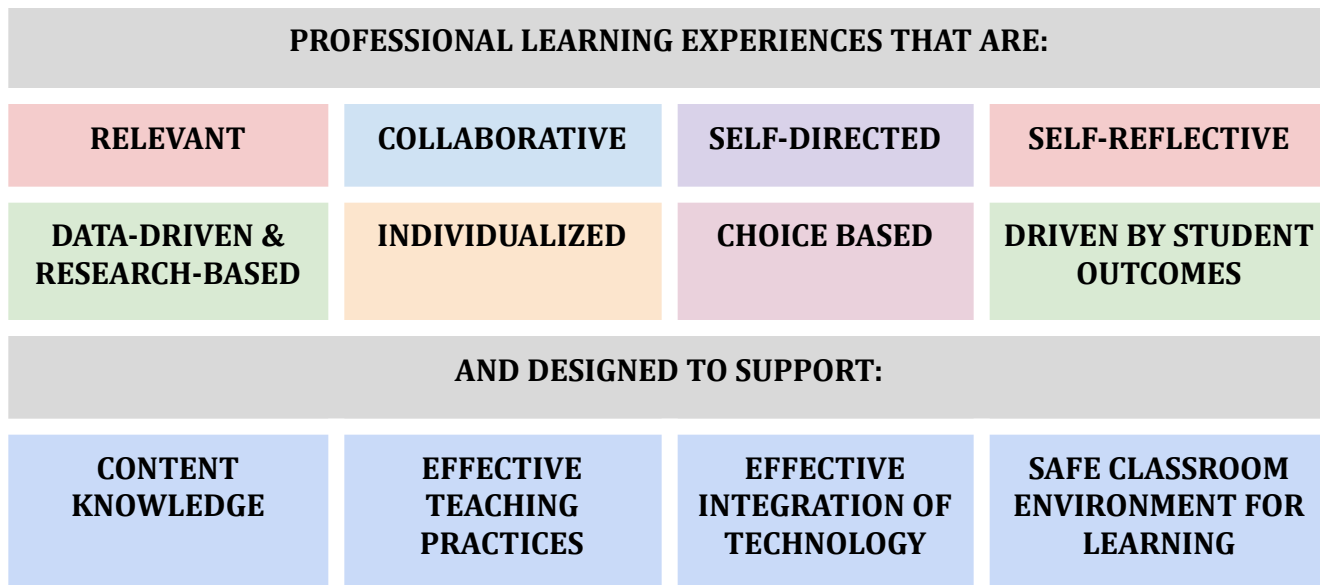 PROFESSIONAL LEARNING EXPERIENCES THAT ARE:
RELEVANT
COLLABORATIVE
SELF-DIRECTED
SELF-REFLECTIVE
DATA-DRIVEN &
RESEARCH-BASED
INDIVIDUALIZED
CHOICE BASED
DRIVEN BY STUDENT
OUTCOMES
AND DESIGNED TO SUPPORT:
CONTENT
KNOWLEDGE
EFFECTIVE
TEACHING
PRACTICES
EFFECTIVE
INTEGRATION OF
TECHNOLOGY
SAFE CLASSROOM
ENVIRONMENT FOR
LEARNING